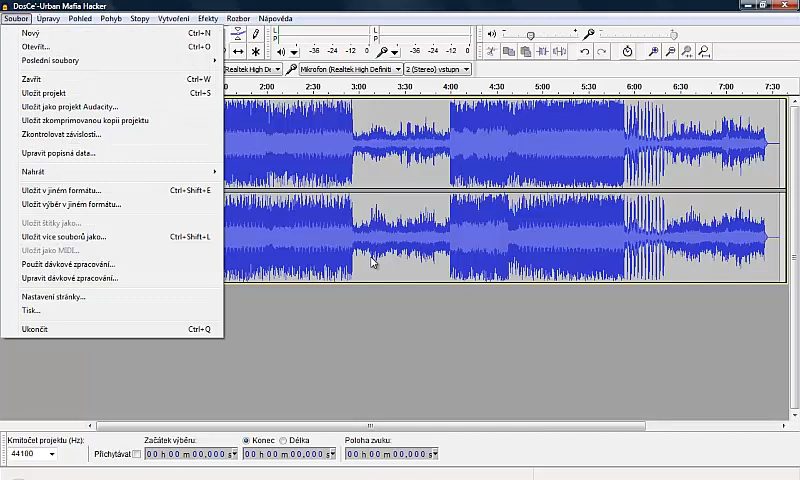 DosCe'-Urban Mafia Hacker
Soubor Úpravy Pohled Pohyb Stopy Vytvoření Efekty Rozbor Nápověda
Nový Ctrl+N
Otevřít... Ctrl+O
Poslední soubory
Zavřít Ctrl+W
Uložit projekt Ctrl+S
Uložit jako projekt Audacity...
Uložit zkomprimovanou kopii projektu
Zkontrolovat závislosti...
Upravit popisná data...
Nahrát
Uložit v jiném formátu... Ctrl+Shift+E
Uložit výběr v jiném formátu...
Uložit štítky jako...
Uložit více souborů jako... Ctrl+Shift+L
Uložit jako MIDI...
Použít dávkové zpracování...
Upravit dávkové zpracování...
Nastavení stránky...
Tisk...
Ukončit Ctrl+Q
L
P
-36 -24 -12 0
L
P
-36 -24 -12 0
Realtek High De
Mikrofon (Realtek High Definiti
2 (Stereo) vstupn
2:00 2:30 3:00 3:30 4:00 4:30 5:00 5:30 6:00 6:30 7:00 7:30
Kmitočet projektu (Hz):
44100
Přichytávat
Začátek výběru:
00 h 00 m 00,000 s
Konec Délka
00 h 00 m 00,000 s
Poloha zvuku:
00 h 00 m 00,000 s